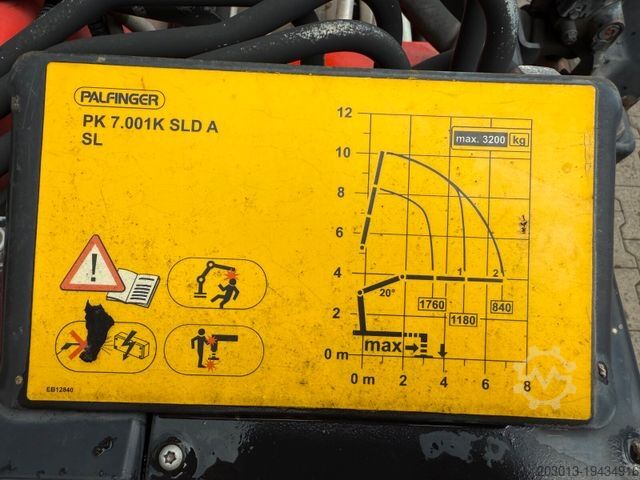 PALFINGER
PK 7.001K SLD A
SL
max. 3200 kg
12
10
8
6
4
2
0 m
20°
1
2
1760
1180
840
max
0 m
2
4
6
8
EB12840
203013-19434916